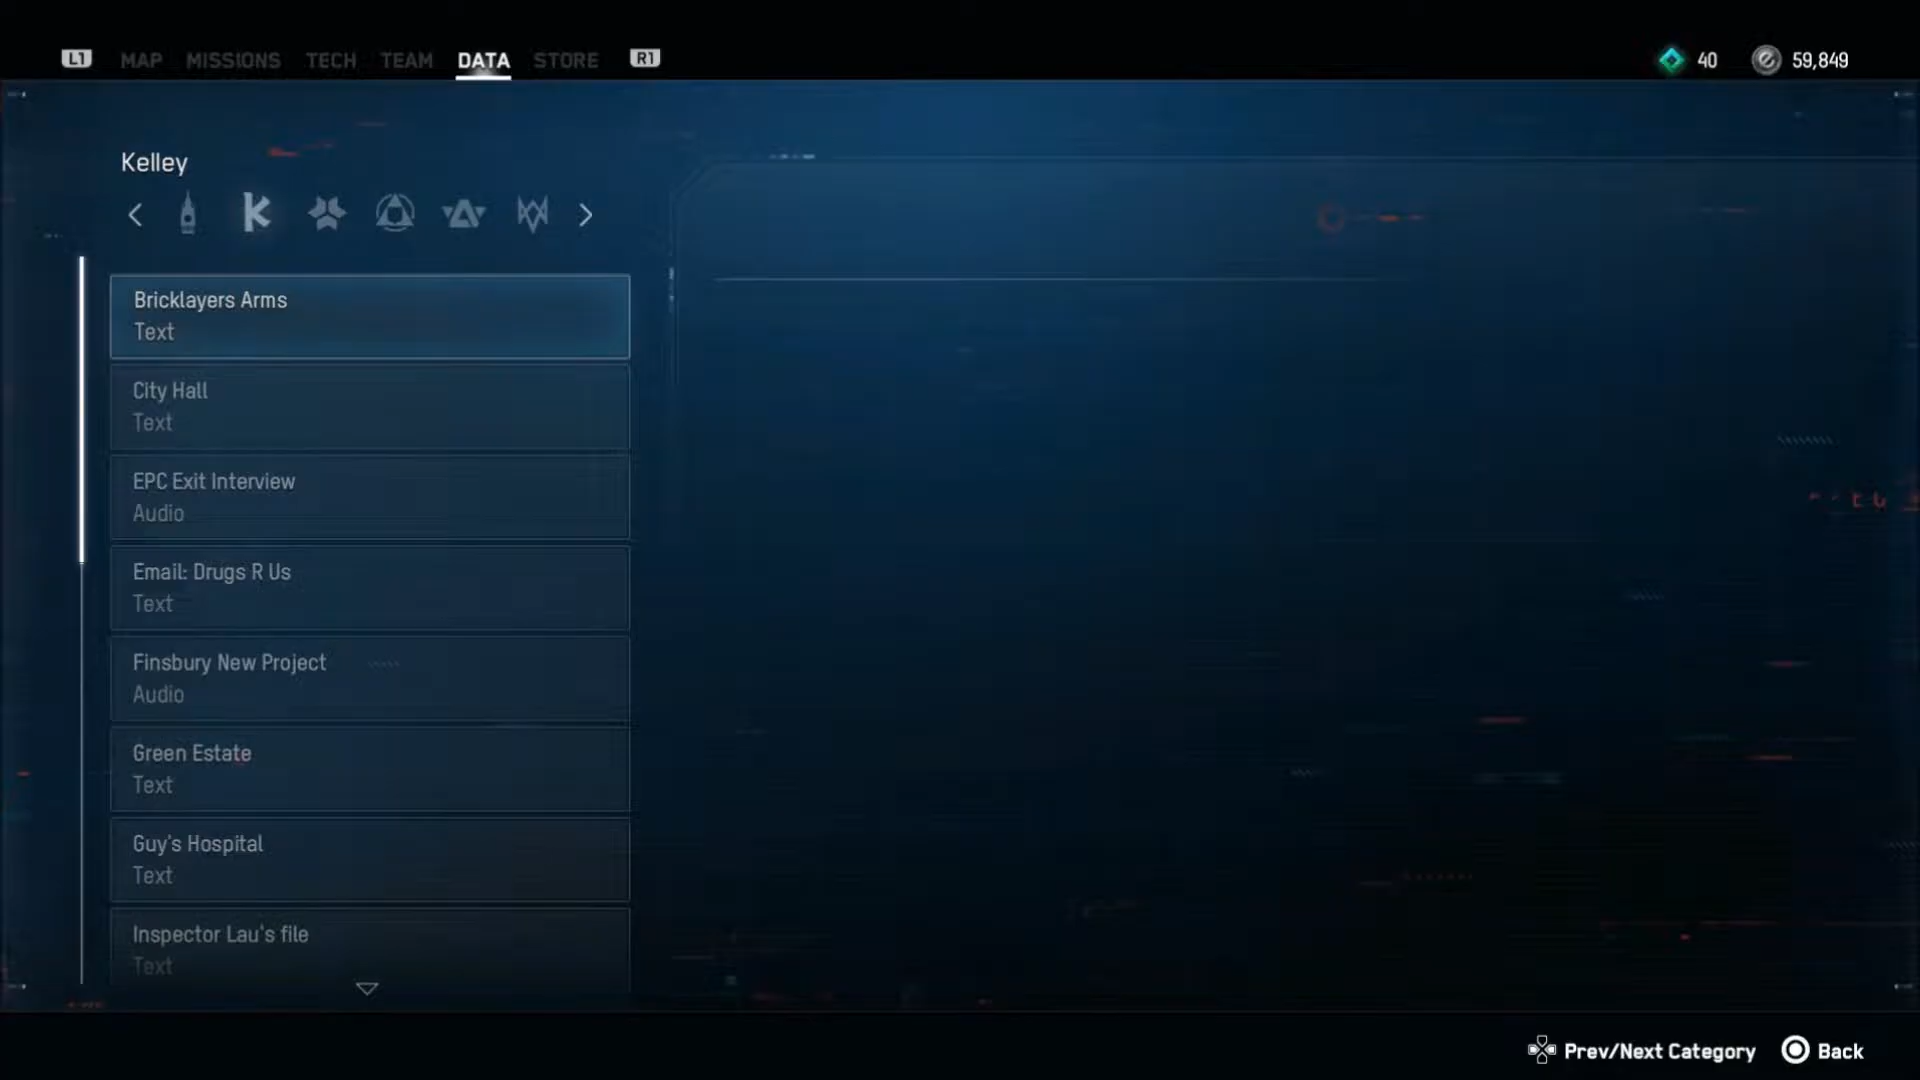 L1 MAP MISSIONS TECH TEAM DATA STORE R1 40 59,849
Kelley
Bricklayers Arms
Text
City Hall
Text
EPC Exit Interview
Audio
Email: Drugs R Us
Text
Finsbury New Project
Audio
Green Estate
Text
Guy's Hospital
Text
Inspector Lau's file
Text
Prev/Next Category Back